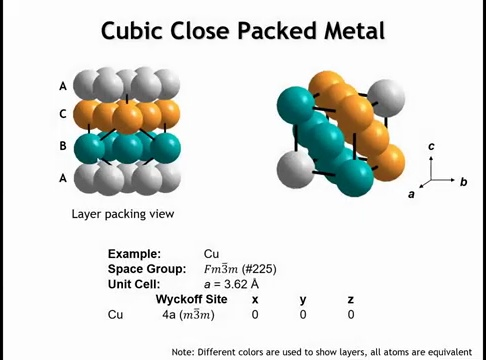 Cubic Close Packed Metal
A
C
B
A
Layer packing view
c
b
a
Example: Cu
Space Group: Fm3̅m (#225)
Unit Cell: a = 3.62 Å
Wyckoff Site x y z
Cu 4a (m3̅m) 0 0 0
Note: Different colors are used to show layers, all atoms are equivalent